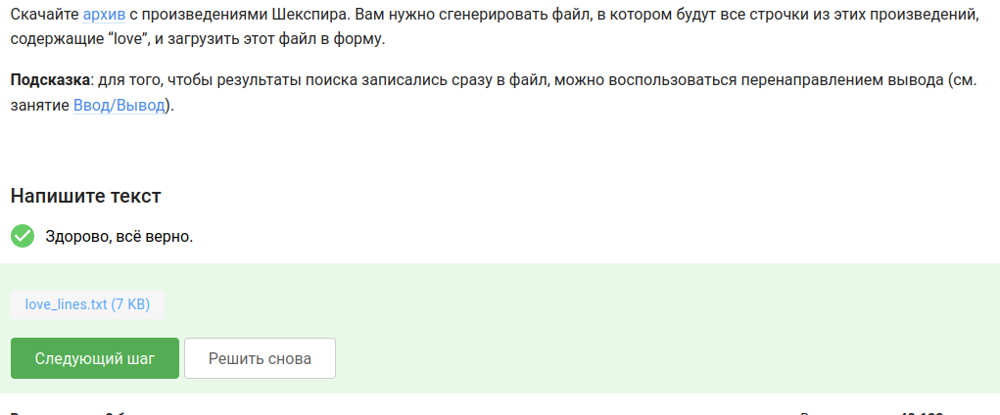 Скачайте архив с произведениями Шекспира. Вам нужно сгенерировать файл, в котором будут все строчки из этих произведений,
содержащие “love”, и загрузить этот файл в форму.
Подсказка: для того, чтобы результаты поиска записались сразу в файл, можно воспользоваться перенаправлением вывода (см.
занятие Ввод/Вывод).
Напишите текст
Здорово, всё верно.
love_lines.txt (7 KB)
Следующий шаг
Решить снова